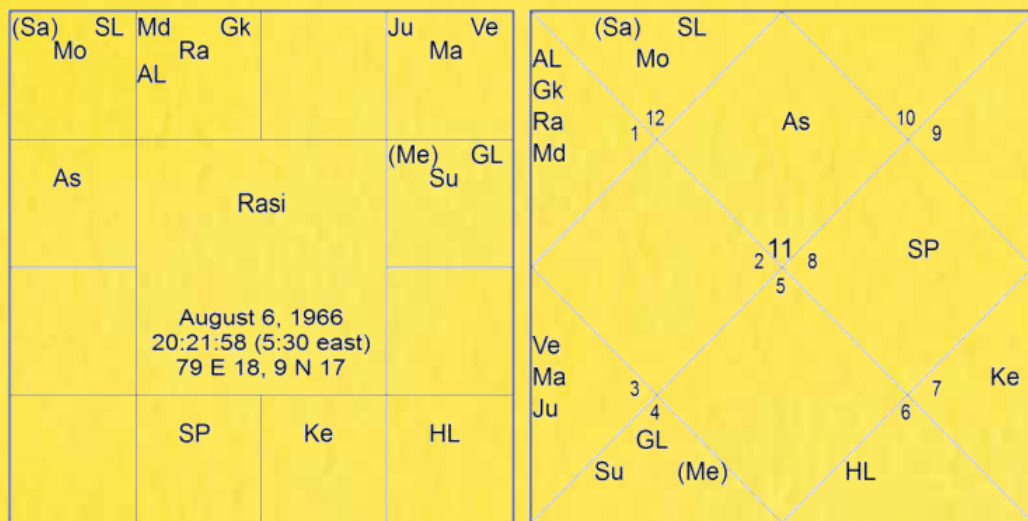 (Sa) SL
Mo
Md Gk
Ra
AL
Ju Ve
Ma
As
(Me) GL
Su
Rasi
August 6, 1966
20:21:58 (5:30 east)
79 E 18, 9 N 17
SP
Ke
HL
(Sa) SL
Mo
AL
Gk
Ra
Md
12
1
As
10
9
11
2 8
5
SP
Ve
Ma
Ju
3
4
GL
Su (Me)
7
6
Ke
HL